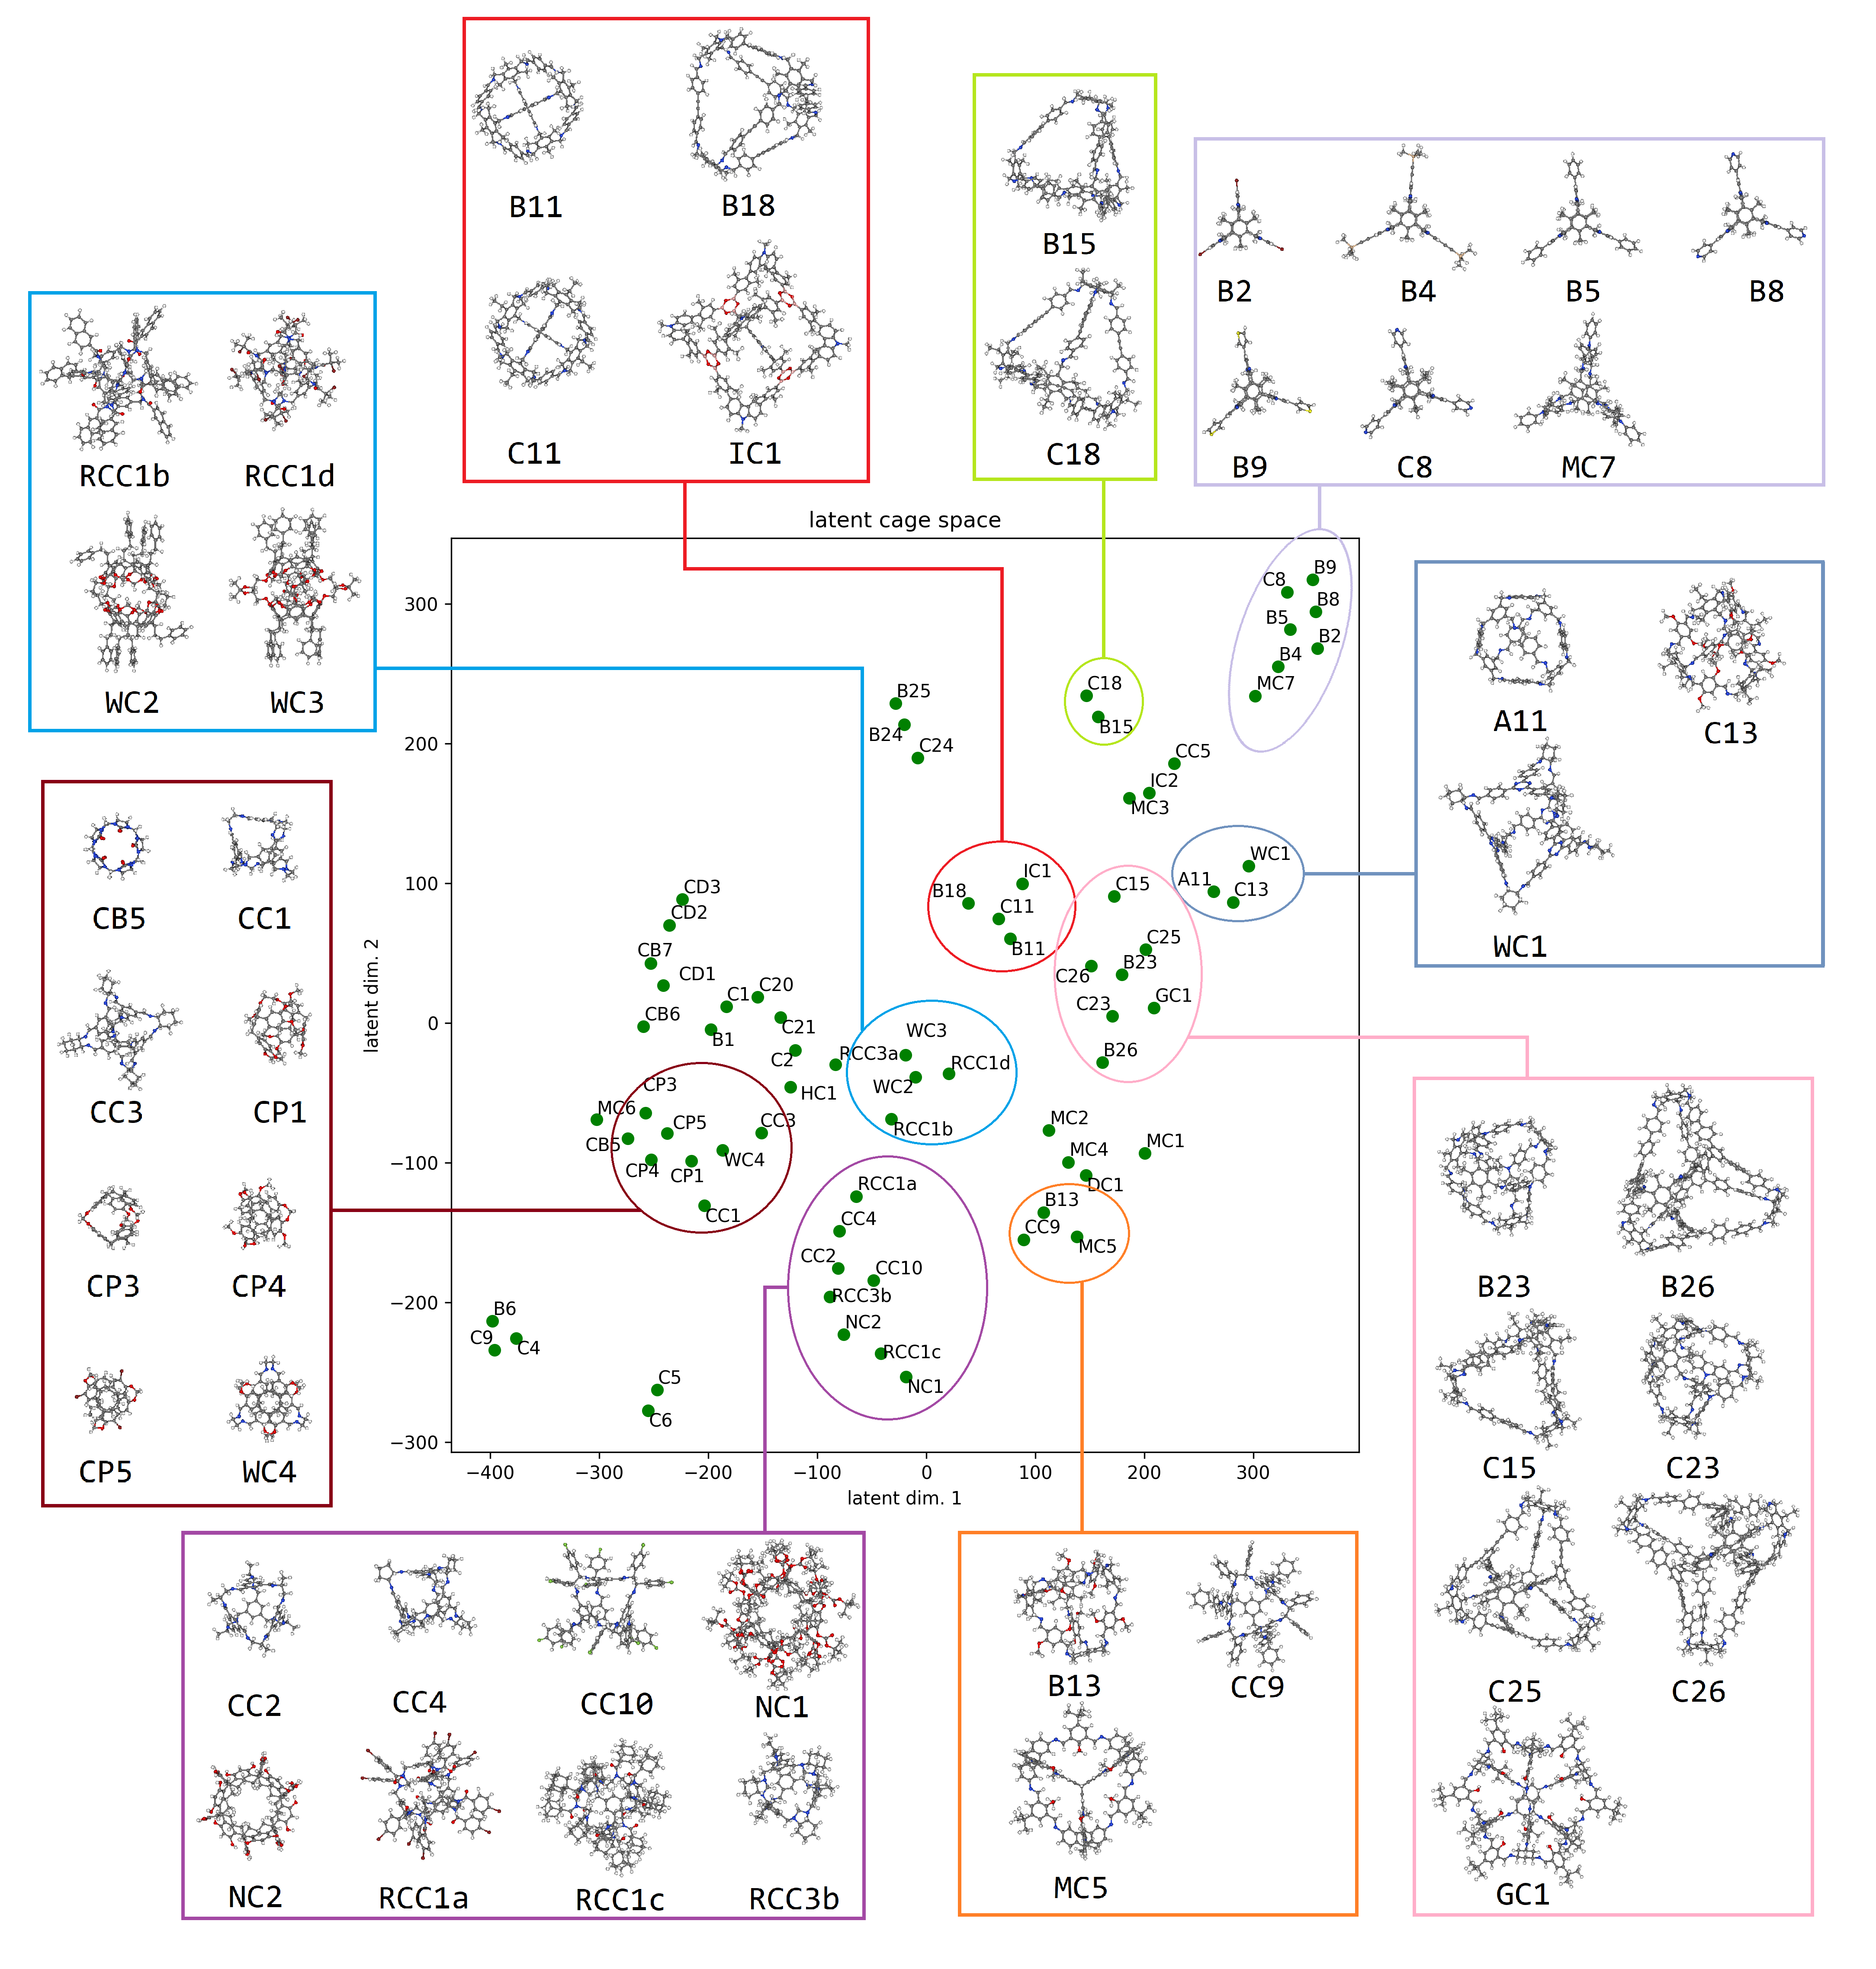 B11 B18
C11 IC1
B15
C18
B2 B4 B5 B8
B9 C8 MC7
RCC1b RCC1d
WC2 WC3
A11 C13
WC1
CB5 CC1
CC3 CP1
CP3 CP4
CP5 WC4
latent cage space
300
200
100
0
−100
−200
−300
latent dim. 2
B9
C8
B8
B5
B2
B4
MC7
C18
B15
B25
B24
C24
CC5
IC2
MC3
WC1
A11
C13
IC1
B18
C11
B11
C15
C25
B23
C26
GC1
C23
B26
CD3
CD2
CB7
CD1
C20
C1
CB6
B1
C21
C2
RCC3a
HC1
WC3
RCC1d
WC2
RCC1b
CP3
MC6
CP5
CC3
CB5
CP4
CP1
WC4
CC1
MC2
MC4
MC1
DC1
B13
CC9
MC5
RCC1a
CC4
CC2
CC10
RCC3b
NC2
RCC1c
NC1
B6
C9
C4
C5
C6
−400 −300 −200 −100 0 100 200 300
latent dim. 1
B23 B26
C15 C23
C25 C26
GC1
CC2 CC4 CC10 NC1
NC2 RCC1a RCC1c RCC3b
B13 CC9
MC5